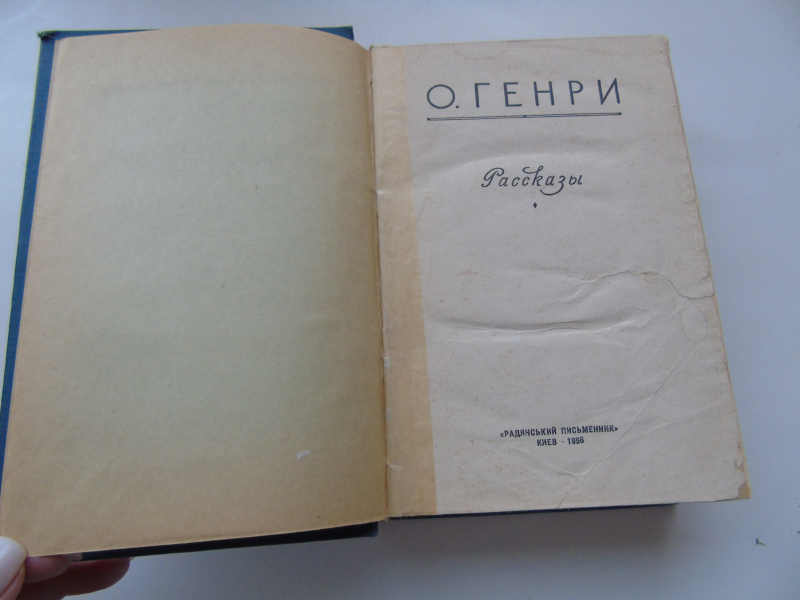 О. ГЕНРИ
Рассказы
«РАДЯНСЬКИЙ ПИСЬМЕННИК»
КИЕВ · 1956